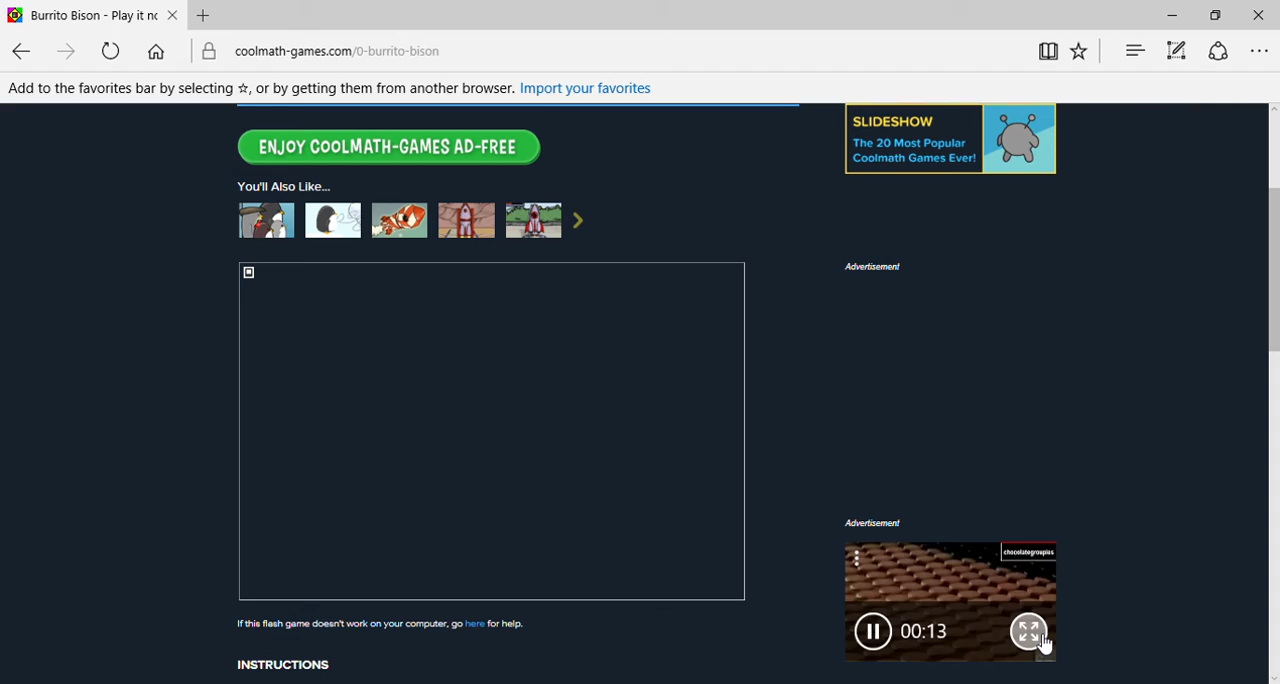 Burrito Bison - Play it nc
coolmath-games.com/0-burrito-bison
Add to the favorites bar by selecting ☆, or by getting them from another browser. Import your favorites
ENJOY COOLMATH-GAMES AD-FREE
SLIDESHOW
The 20 Most Popular
Coolmath Games Ever!
You'll Also Like...
Advertisement
Advertisement
chocolategroupies
00:13
If this flash game doesn't work on your computer, go here for help.
INSTRUCTIONS